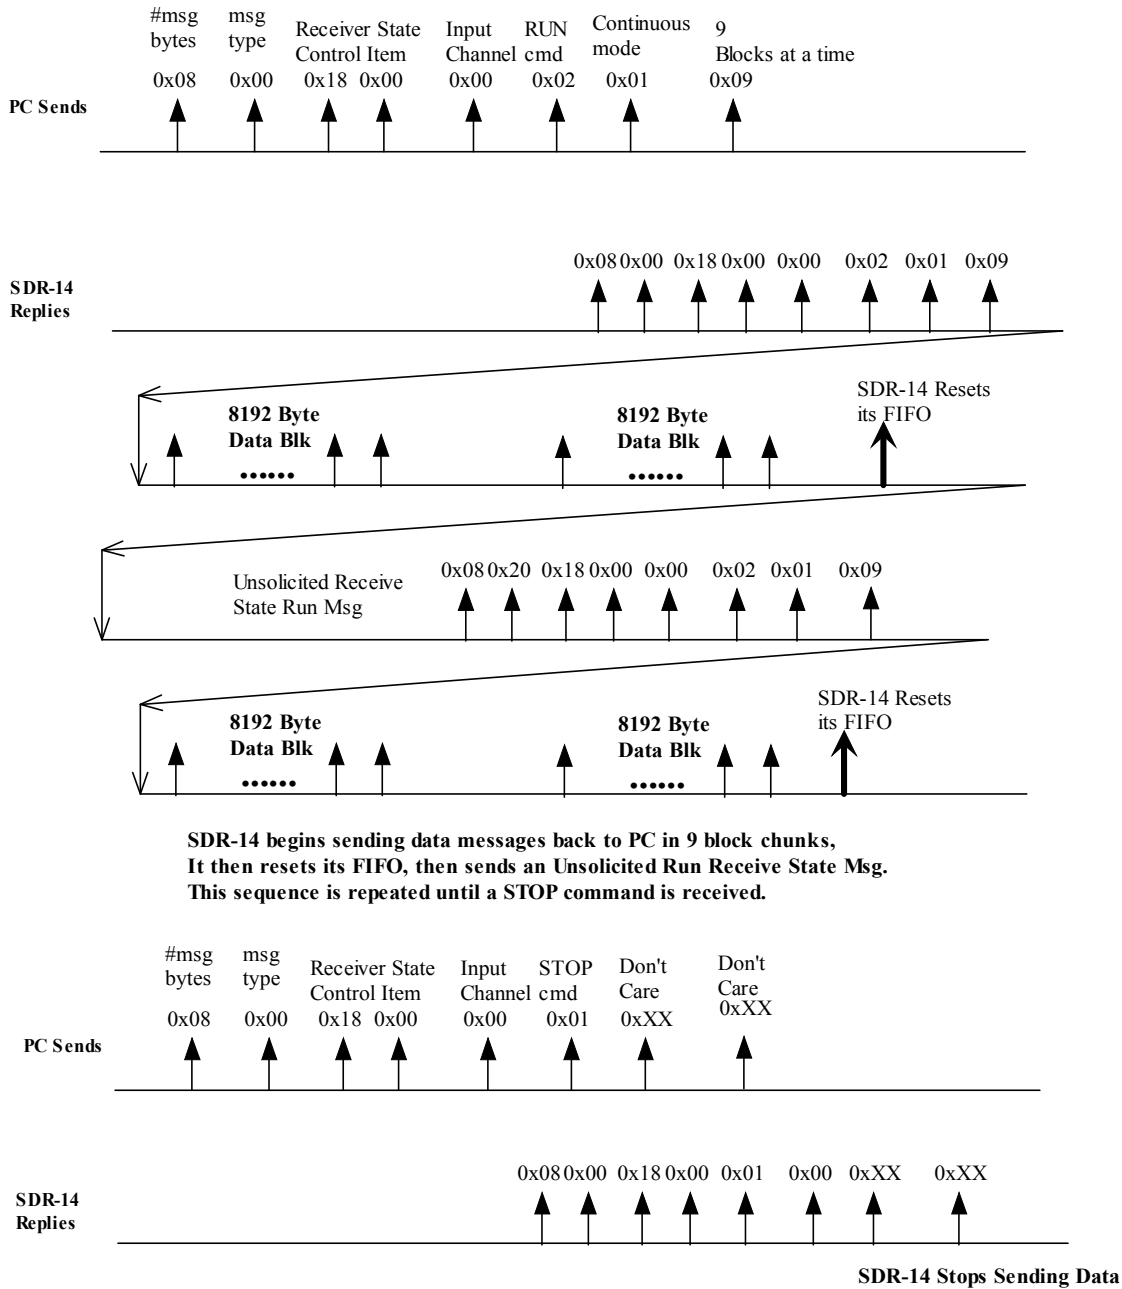 #msg msg Receiver State Input RUN Continuous 9
bytes type Control Item Channel cmd mode Blocks at a time
0x08 0x00 0x18 0x00 0x00 0x02 0x01 0x09
PC Sends
0x08 0x00 0x18 0x00 0x00 0x02 0x01 0x09
SDR-14
Replies
8192 Byte 8192 Byte SDR-14 Resets
Data Blk Data Blk its FIFO
...... ......
Unsolicited Receive 0x08 0x20 0x18 0x00 0x00 0x02 0x01 0x09
State Run Msg
8192 Byte 8192 Byte SDR-14 Resets
Data Blk Data Blk its FIFO
...... ......
SDR-14 begins sending data messages back to PC in 9 block chunks,
It then resets its FIFO, then sends an Unsolicited Run Receive State Msg.
This sequence is repeated until a STOP command is received.
#msg msg Receiver State Input STOP Don't Don't
bytes type Control Item Channel cmd Care Care
0x08 0x00 0x18 0x00 0x00 0x01 0xXX 0xXX
PC Sends
0x08 0x00 0x18 0x00 0x01 0x00 0xXX 0xXX
SDR-14
Replies
SDR-14 Stops Sending Data